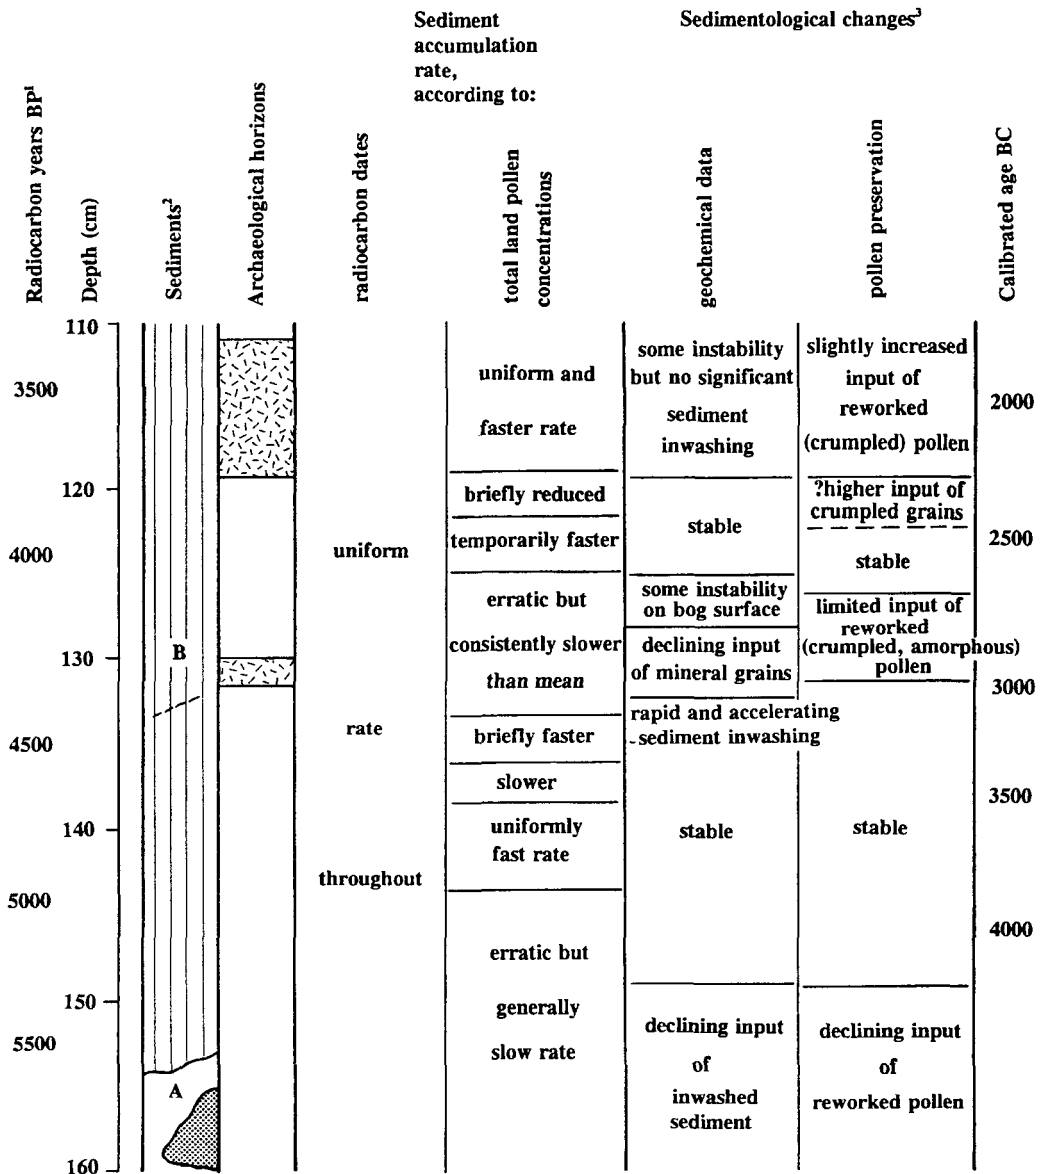 Sediment
accumulation
rate,
according to:
Sedimentological changes³
Radiocarbon years BP¹
Depth (cm)
Sediments²
Archaeological horizons
radiocarbon dates
total land pollen
concentrations
geochemical data
pollen preservation
Calibrated age BC
3500
4000
4500
5000
5500
110
120
130
140
150
160
B
A
uniform
rate
throughout
uniform and
faster rate
briefly reduced
temporarily faster
erratic but
consistently slower
than mean
briefly faster
slower
uniformly
fast rate
erratic but
generally
slow rate
some instability
but no significant
sediment
inwashing
stable
some instability
on bog surface
declining input
of mineral grains
rapid and accelerating
sediment inwashing
stable
declining input
of
inwashed
sediment
slightly increased
input of
reworked
(crumpled) pollen
?higher input of
crumpled grains
stable
limited input of
reworked
(crumpled, amorphous)
pollen
stable
declining input
of
reworked pollen
2000
2500
3000
3500
4000